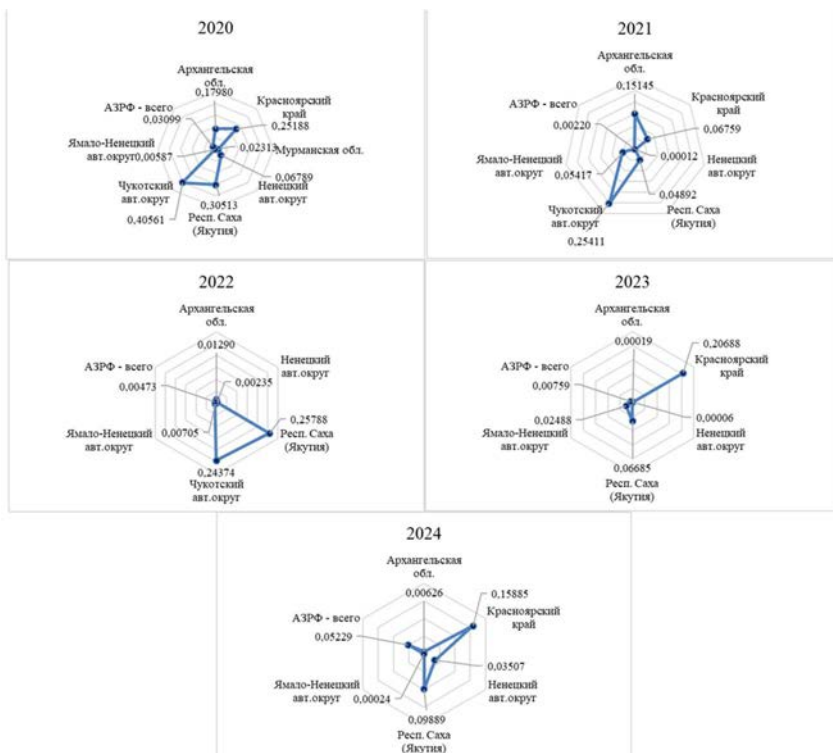 2020
Архангельская
обл.
0,17980
АЗРФ - всего
0,03099
Красноярский
край
0,25188
Ямало-Ненецкий
авт.округ
0,00587
0,02313
Мурманская обл.
0,06789
Чукотский
авт.округ
0,40561
Ненецкий
авт.округ
0,30513
Респ. Саха
(Якутия)
2021
Архангельская
обл.
0,15145
АЗРФ - всего
0,00220
Красноярский
край
0,06759
Ямало-Ненецкий
авт.округ
0,05417
0,00012
Ненецкий
авт.округ
0,04892
Чукотский
авт.округ
0,25411
Респ. Саха
(Якутия)
2022
Архангельская
обл.
0,01290
АЗРФ - всего
0,00473
Ненецкий
авт.округ
0,00235
Ямало-Ненецкий
авт.округ
0,00705
0,25788
Респ. Саха
(Якутия)
0,24374
Чукотский
авт.округ
2023
Архангельская
обл.
0,00019
АЗРФ - всего
0,00759
0,20688
Красноярский
край
0,02488
Ямало-Ненецкий
авт.округ
0,00006
Ненецкий
авт.округ
0,06685
Респ. Саха
(Якутия)
2024
Архангельская
обл.
0,00626
АЗРФ - всего
0,05229
0,15885
Красноярский
край
Ямало-Ненецкий
авт.округ
0,00024
0,03507
Ненецкий
авт.округ
0,09889
Респ. Саха
(Якутия)